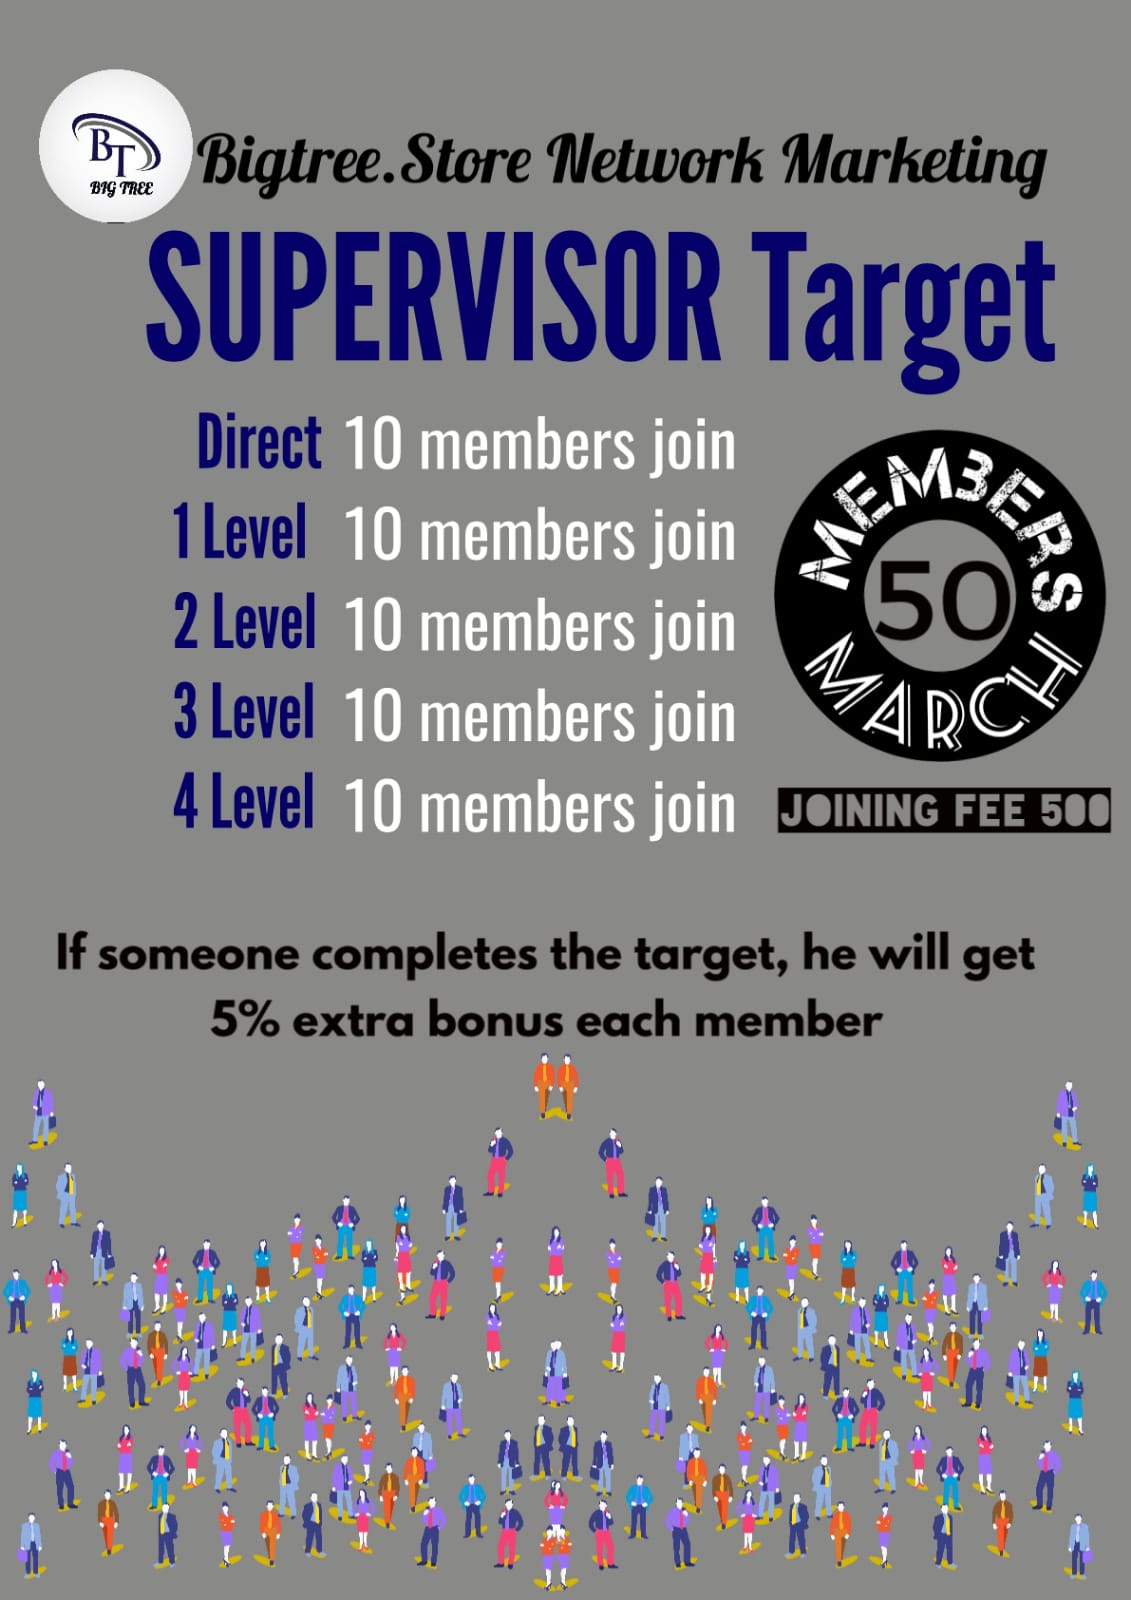 BT
BIG TREE
Bigtree.Store Network Marketing
SUPERVISOR Target
Direct 10 members join
1 Level 10 members join
2 Level 10 members join
3 Level 10 members join
4 Level 10 members join
MEMBERS
50
MARCH
JOINING FEE 500
If someone completes the target, he will get
5% extra bonus each member